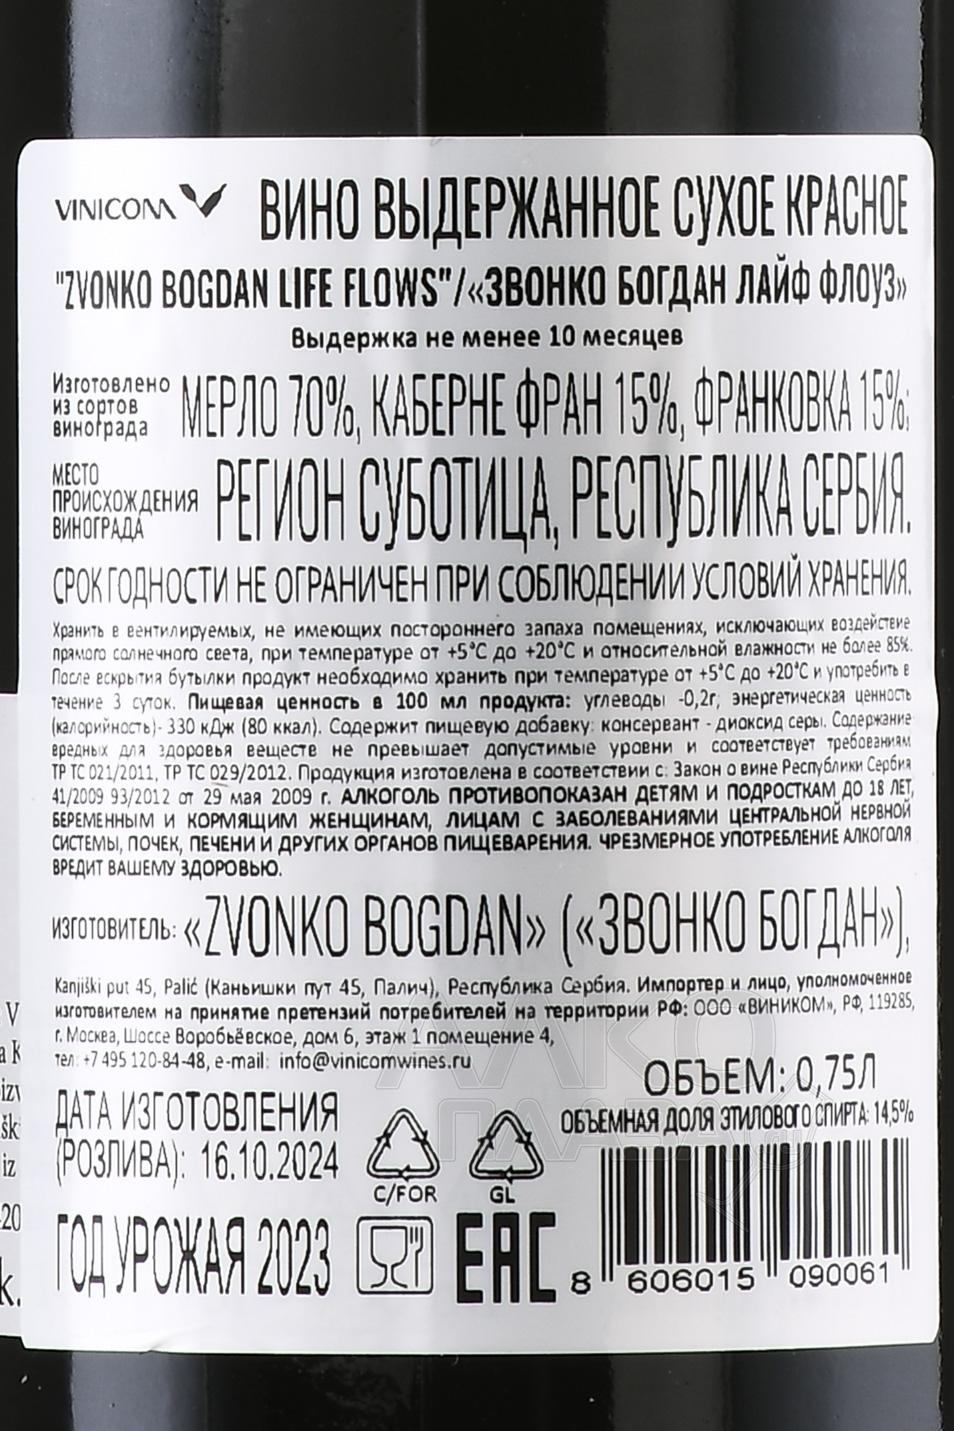 VINICOM
ВИНО ВЫДЕРЖАННОЕ СУХОЕ КРАСНОЕ
"ZVONKO BOGDAN LIFE FLOWS"/«ЗВОНКО БОГДАН ЛАЙФ ФЛОУЗ»
Выдержка не менее 10 месяцев
Изготовлено из сортов винограда МЕРЛО 70%, КАБЕРНЕ ФРАН 15%, ФРАНКОВКА 15%;
МЕСТО ПРОИСХОЖДЕНИЯ ВИНОГРАДА РЕГИОН СУБОТИЦА, РЕСПУБЛИКА СЕРБИЯ.
СРОК ГОДНОСТИ НЕ ОГРАНИЧЕН ПРИ СОБЛЮДЕНИИ УСЛОВИЙ ХРАНЕНИЯ.
Хранить в вентилируемых, не имеющих постороннего запаха помещениях, исключающих воздействие
прямого солнечного света, при температуре от +5°C до +20°C и относительной влажности не более 85%.
После вскрытия бутылки продукт необходимо хранить при температуре от +5°C до +20°C и употребить в
течение 3 суток. Пищевая ценность в 100 мл продукта: углеводы -0,2г; энергетическая ценность
(калорийность)- 330 кДж (80 ккал). Содержит пищевую добавку: консервант - диоксид серы. Содержание
вредных для здоровья веществ не превышает допустимые уровни и соответствует требованиям
ТР ТС 021/2011, ТР ТС 029/2012. Продукция изготовлена в соответствии с: Закон о вине Республики Сербия
41/2009 93/2012 от 29 мая 2009 г. АЛКОГОЛЬ ПРОТИВОПОКАЗАН ДЕТЯМ И ПОДРОСТКАМ ДО 18 ЛЕТ,
БЕРЕМЕННЫМ И КОРМЯЩИМ ЖЕНЩИНАМ, ЛИЦАМ С ЗАБОЛЕВАНИЯМИ ЦЕНТРАЛЬНОЙ НЕРВНОЙ
СИСТЕМЫ, ПОЧЕК, ПЕЧЕНИ И ДРУГИХ ОРГАНОВ ПИЩЕВАРЕНИЯ. ЧРЕЗМЕРНОЕ УПОТРЕБЛЕНИЕ АЛКОГОЛЯ
ВРЕДИТ ВАШЕМУ ЗДОРОВЬЮ.
ИЗГОТОВИТЕЛЬ: «ZVONKO BOGDAN» («ЗВОНКО БОГДАН»),
Kanjiški put 45, Palić (Каньишки пут 45, Палич), Республика Сербия. Импортер и лицо, уполномоченное
изготовителем на принятие претензий потребителей на территории РФ: ООО «ВИНИКОМ», РФ, 119285,
г. Москва, Шоссе Воробьёвское, дом 6, этаж 1 помещение 4,
тел.: +7 495 120-84-48, e-mail: info@vinicomwines.ru
ОБЪЕМ: 0,75Л
ОБЪЕМНАЯ ДОЛЯ ЭТИЛОВОГО СПИРТА: 14,5%
ДАТА ИЗГОТОВЛЕНИЯ
(РОЗЛИВА): 16.10.2024
C/FOR
GL
ГОД УРОЖАЯ 2023
EAC
8 606015 090061
АЛКО
ПЛАЗА